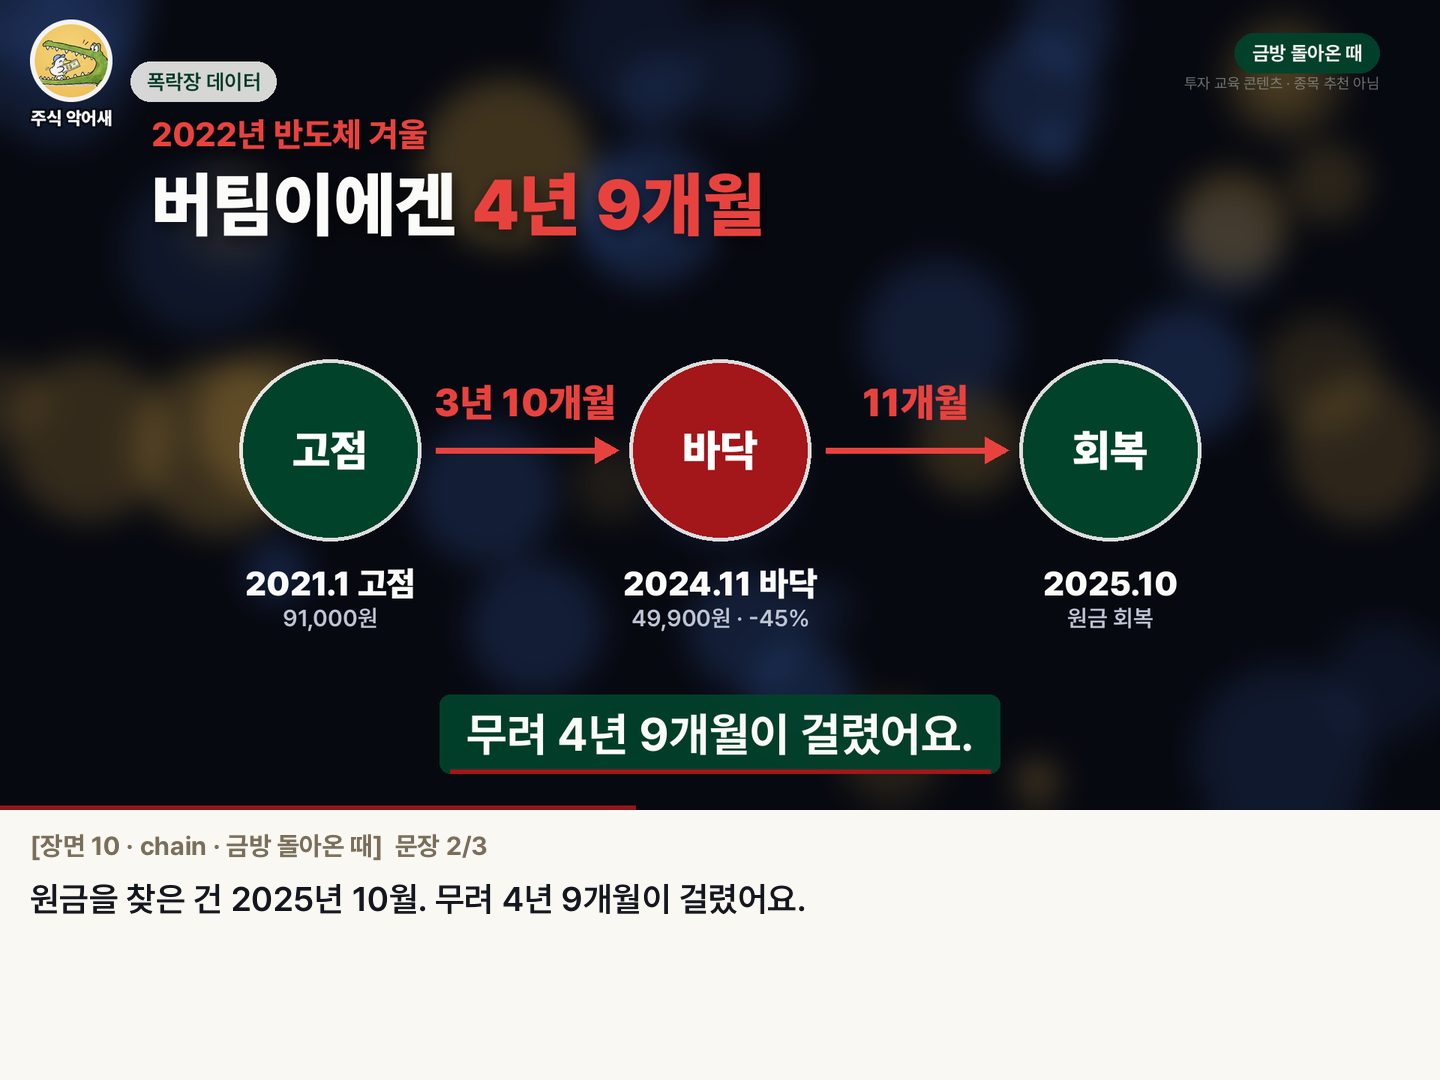 주식 악어새
폭락장 데이터
금방 돌아온 때
투자 교육 콘텐츠 · 종목 추천 아님
2022년 반도체 겨울
버팀이에겐 4년 9개월
고점
3년 10개월
바닥
11개월
회복
2021.1 고점
91,000원
2024.11 바닥
49,900원 · -45%
2025.10
원금 회복
무려 4년 9개월이 걸렸어요.
[장면 10 · chain · 금방 돌아온 때] 문장 2/3
원금을 찾은 건 2025년 10월. 무려 4년 9개월이 걸렸어요.